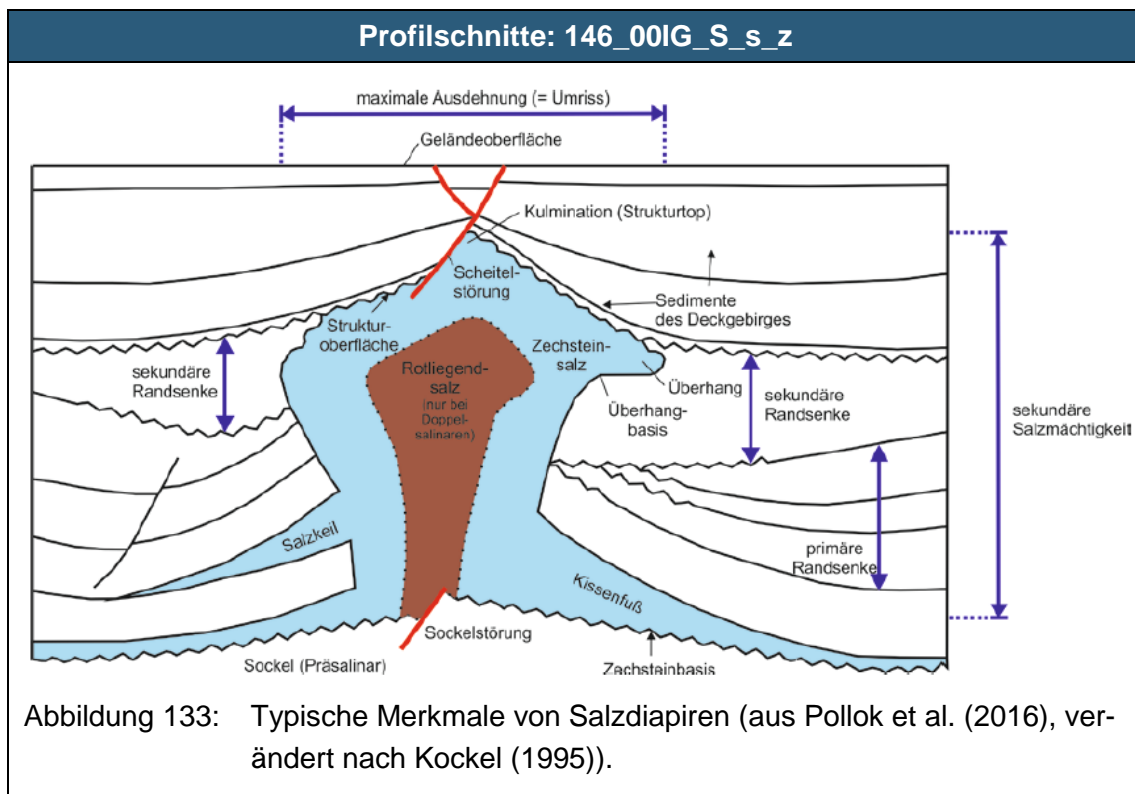 Profilschnitte: 146_00IG_S_s_z
maximale Ausdehnung (= Umriss)
Geländeoberfläche
Kulmination (Strukturtop)
Scheitel-
störung
Sedimente
des Deckgebirges
Struktur-
oberfläche
Zechstein-
salz
sekundäre
Randsenke
Rotliegend-
salz
(nur bei
Doppel-
salinaren)
Überhang
Überhang-
basis
sekundäre
Randsenke
sekundäre
Salzmächtigkeit
Salzkeil
primäre
Randsenke
Kissenfuß
Sockelstörung
Sockel (Präsalinar)
Zechsteinbasis
Abbildung 133: Typische Merkmale von Salzdiapiren (aus Pollok et al. (2016), ver-
ändert nach Kockel (1995)).